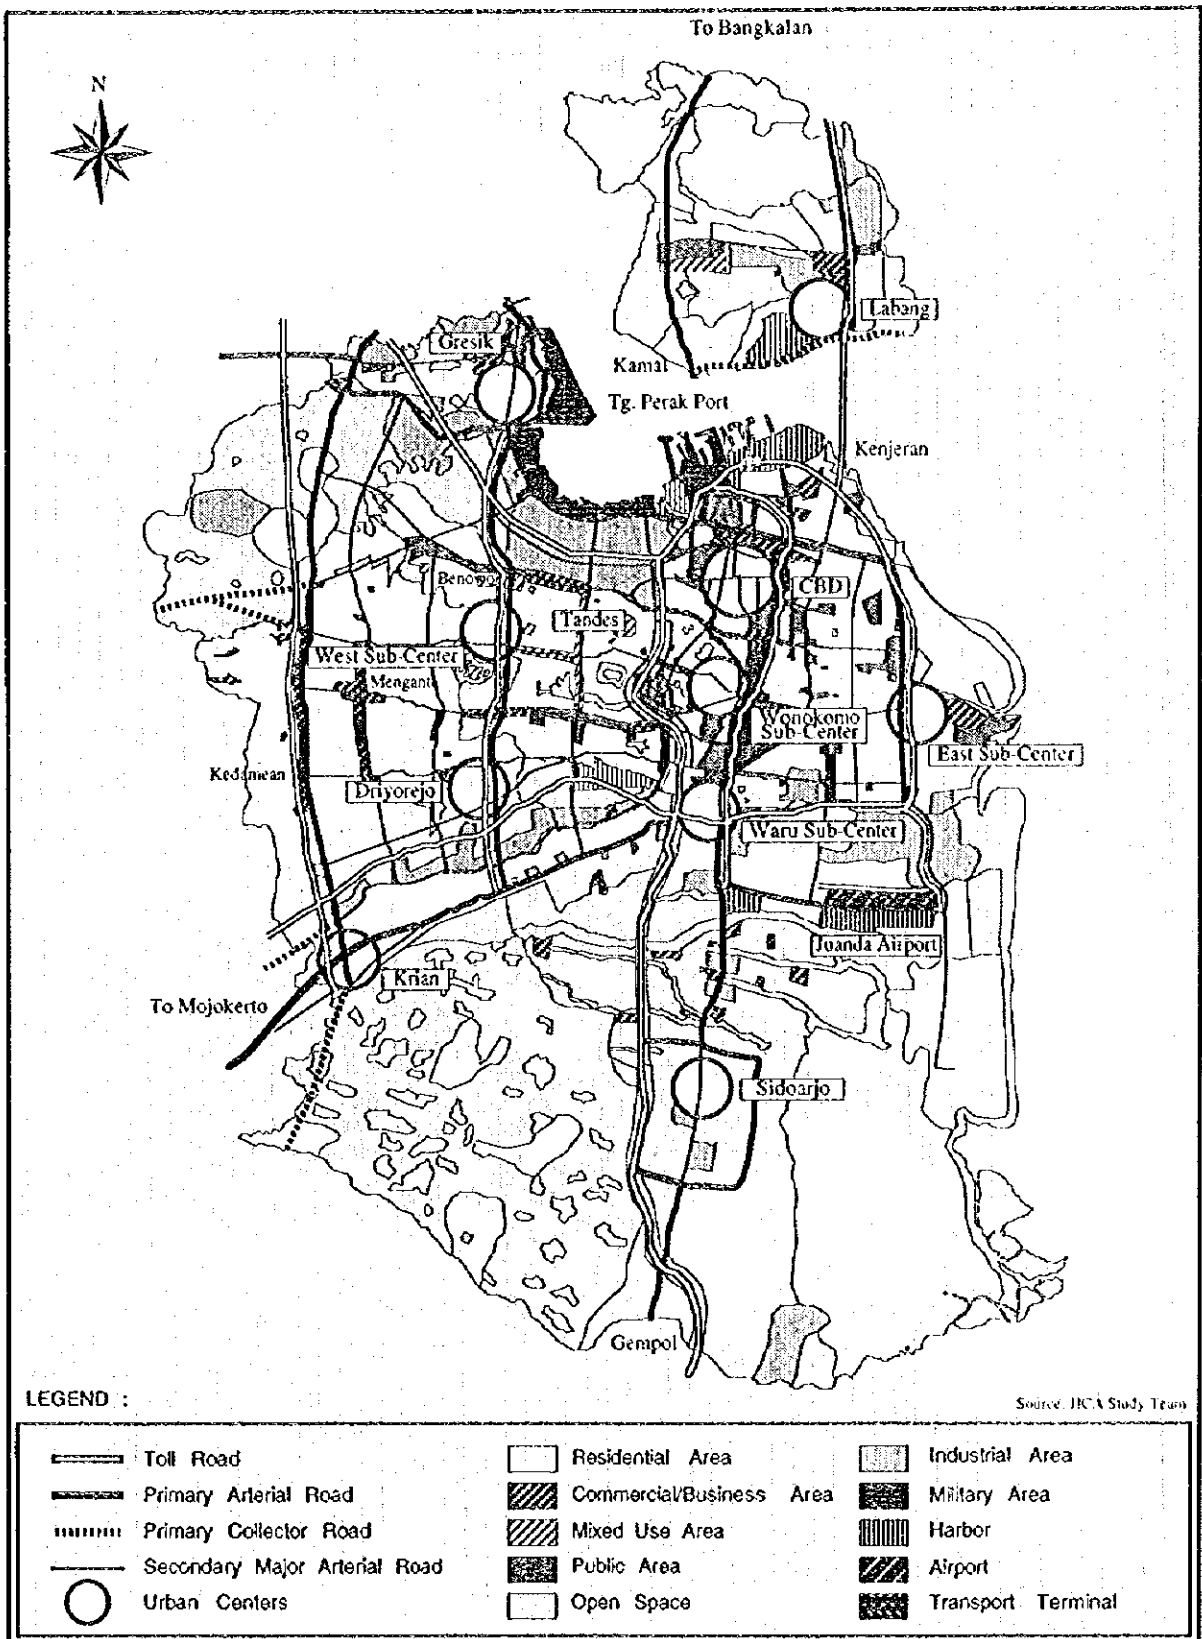 To Bangkalan
N
Labang
Gresik
Kamal
Tg. Perak Port
Kenjeran
Benowo
CBD
Tandes
West Sub-Center
Menganti
Wonokomo
Sub-Center
East Sub-Center
Kedamean
Driyorejo
Waru Sub-Center
Juanda Airport
Krian
To Mojokerto
Sidoarjo
Gempol
LEGEND :
Source: JICA Study Team
Toll Road
Primary Arterial Road
Primary Collector Road
Secondary Major Arterial Road
Urban Centers
Residential Area
Commercial/Business Area
Mixed Use Area
Public Area
Open Space
Industrial Area
Military Area
Harbor
Airport
Transport Terminal